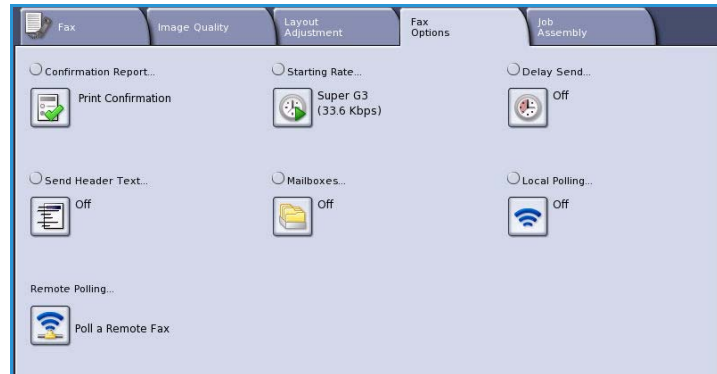 Fax
Image Quality
Layout
Adjustment
Fax
Options
Job
Assembly
Confirmation Report...
Print Confirmation
Starting Rate...
Super G3
(33.6 Kbps)
Delay Send...
Off
Send Header Text...
Off
Mailboxes...
Off
Local Polling...
Off
Remote Polling...
Poll a Remote Fax